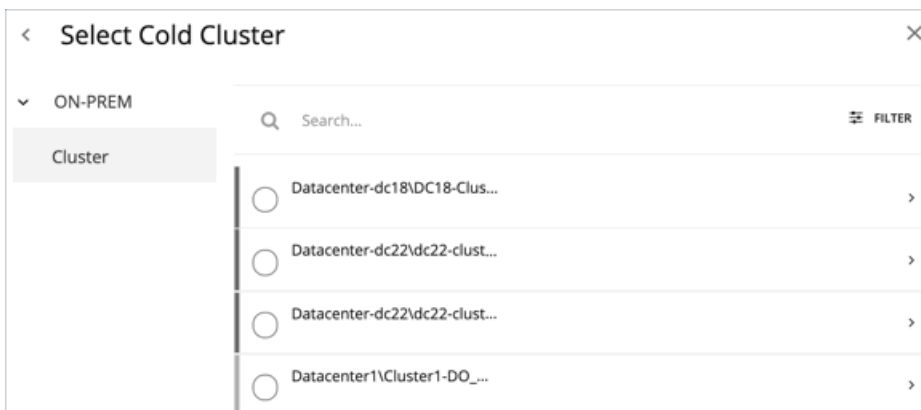 Select Cold Cluster
ON-PREM
Cluster
Search...
FILTER
Datacenter-dc18\DC18-Clus...
Datacenter-dc22\dc22-clust...
Datacenter-dc22\dc22-clust...
Datacenter1\Cluster1-DO_...